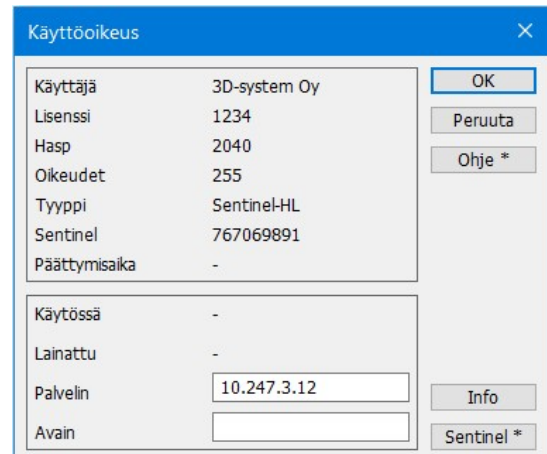 Käyttöoikeus
Käyttäjä 3D-system Oy
Lisenssi 1234
Hasp 2040
Oikeudet 255
Tyyppi Sentinel-HL
Sentinel 767069891
Päättymisaika -
OK
Peruuta
Ohje *
Käytössä -
Lainattu -
Palvelin 10.247.3.12
Avain
Info
Sentinel *